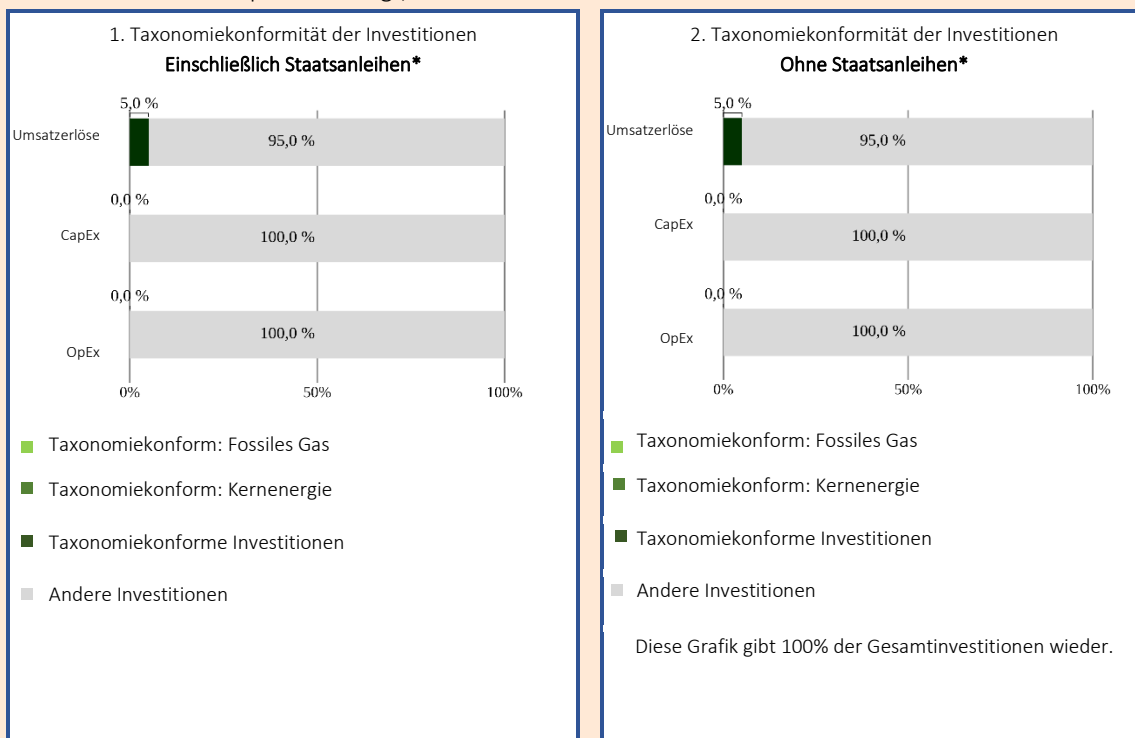 1. Taxonomiekonformität der Investitionen
Einschließlich Staatsanleihen*
5,0 %
Umsatzerlöse
95,0 %
0,0 %
CapEx
100,0 %
0,0 %
OpEx
100,0 %
0%
50%
100%
Taxonomiekonform: Fossiles Gas
Taxonomiekonform: Kernenergie
Taxonomiekonforme Investitionen
Andere Investitionen
2. Taxonomiekonformität der Investitionen
Ohne Staatsanleihen*
5,0 %
Umsatzerlöse
95,0 %
0,0 %
CapEx
100,0 %
0,0 %
OpEx
100,0 %
0%
50%
100%
Taxonomiekonform: Fossiles Gas
Taxonomiekonform: Kernenergie
Taxonomiekonforme Investitionen
Andere Investitionen
Diese Grafik gibt 100% der Gesamtinvestitionen wieder.